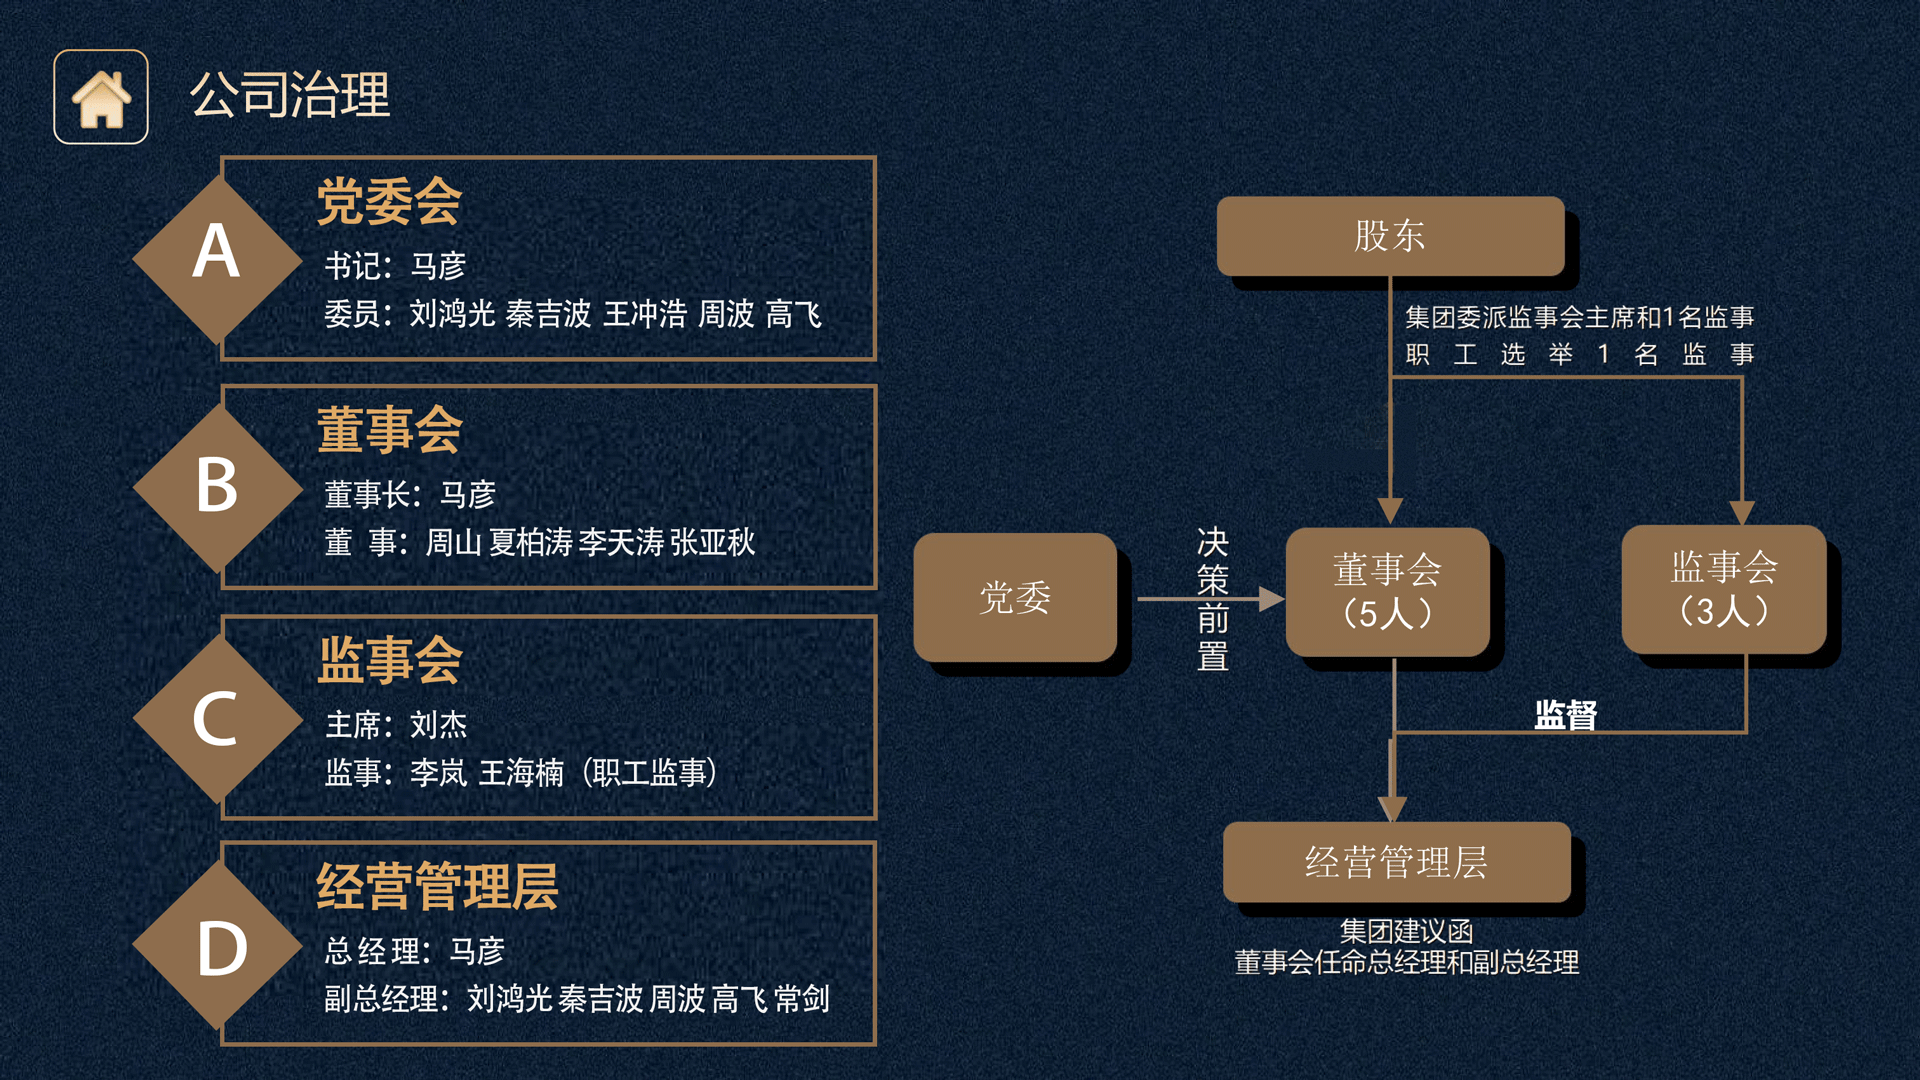 公司治理
A
党委会
书记：马彦
委员：刘鸿光 秦吉波 王冲浩 周波 高飞
B
董事会
董事长：马彦
董 事：周山 夏柏涛 李天涛 张亚秋
C
监事会
主席：刘杰
监事：李岚 王海楠（职工监事）
D
经营管理层
总经理：马彦
副总经理：刘鸿光 秦吉波 周波 高飞 常剑
股东
集团委派监事会主席和1名监事
职工选举1名监事
党委
决策前置
董事会
（5人）
监事会
（3人）
监督
经营管理层
集团建议函
董事会任命总经理和副总经理